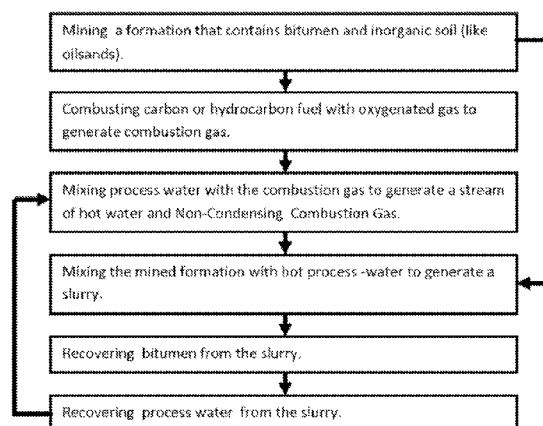 Mining a formation that contains bitumen and inorganic soil (like
oilsands).
Combusting carbon or hydrocarbon fuel with oxygenated gas to
generate combustion gas.
Mixing process water with the combustion gas to generate a stream
of hot water and Non-Condensing Combustion Gas.
Mixing the mined formation with hot process -water to generate a
slurry.
Recovering bitumen from the slurry.
Recovering process water from the slurry.